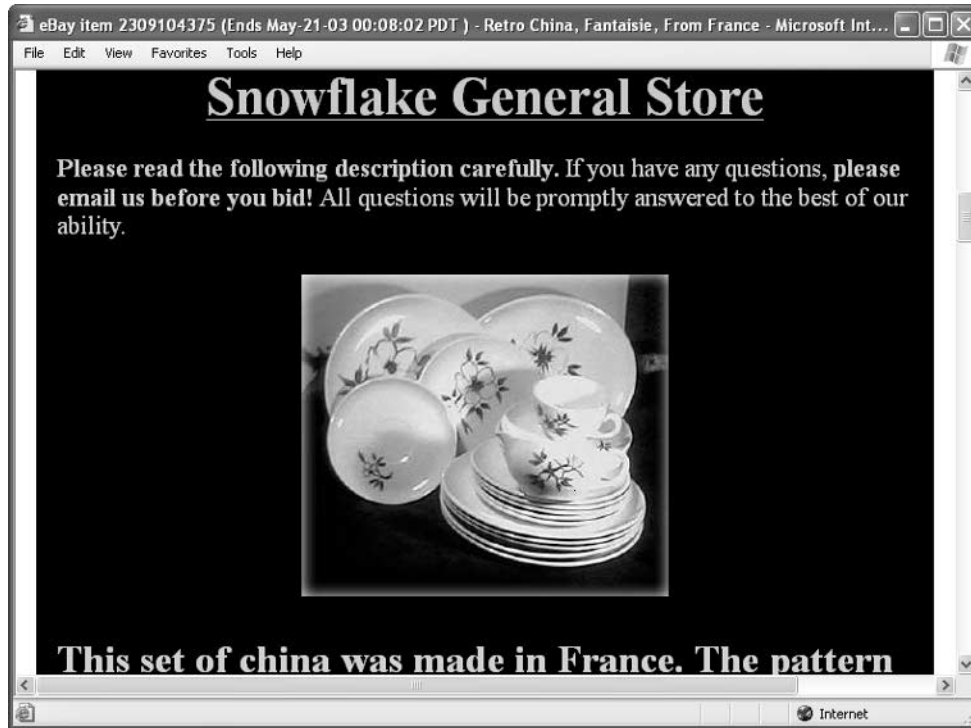 eBay item 2309104375 (Ends May-21-03 00:08:02 PDT ) - Retro China, Fantaisie, From France - Microsoft Int...
File Edit View Favorites Tools Help
Snowflake General Store
Please read the following description carefully. If you have any questions, please
email us before you bid! All questions will be promptly answered to the best of our
ability.
This set of china was made in France. The pattern
Internet